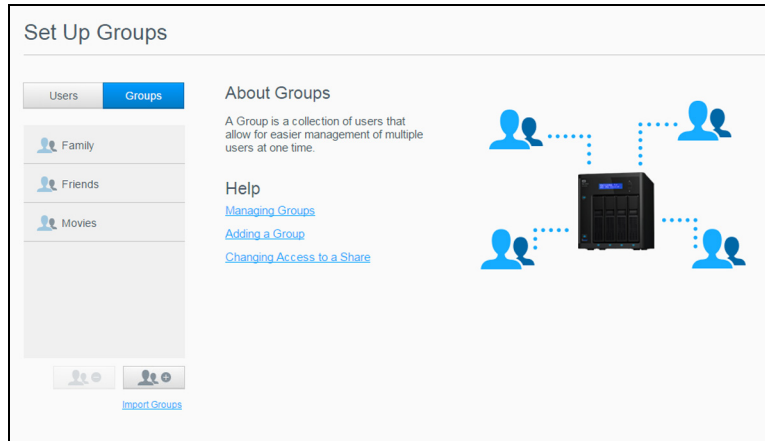 Set Up Groups
Users
Groups
Family
Friends
Movies
Import Groups
About Groups
A Group is a collection of users that
allow for easier management of multiple
users at one time.
Help
Managing Groups
Adding a Group
Changing Access to a Share